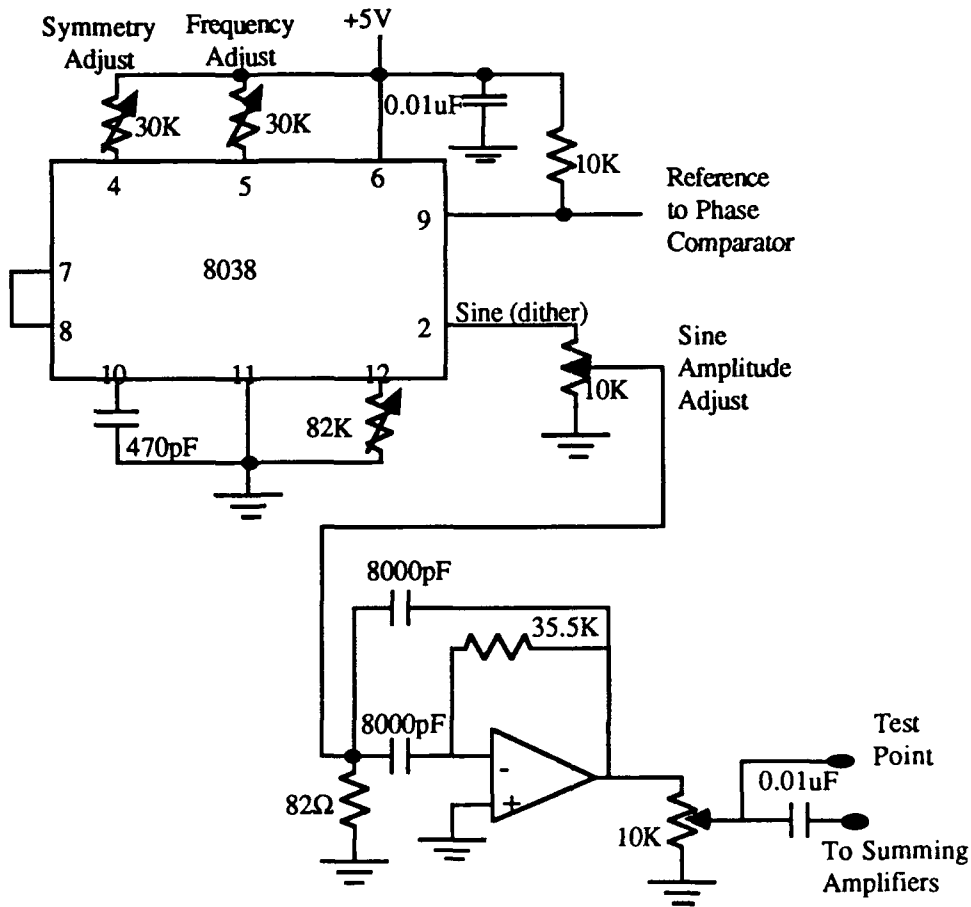 Symmetry
Adjust
Frequency
Adjust
+5V
30K
30K
0.01uF
10K
4
5
6
9
Reference
to Phase
Comparator
7
8038
8
2
Sine (dither)
Sine
Amplitude
Adjust
10K
10
11
12
82K
470pF
8000pF
35.5K
8000pF
-
+
82Ω
Test
Point
0.01uF
10K
To Summing
Amplifiers